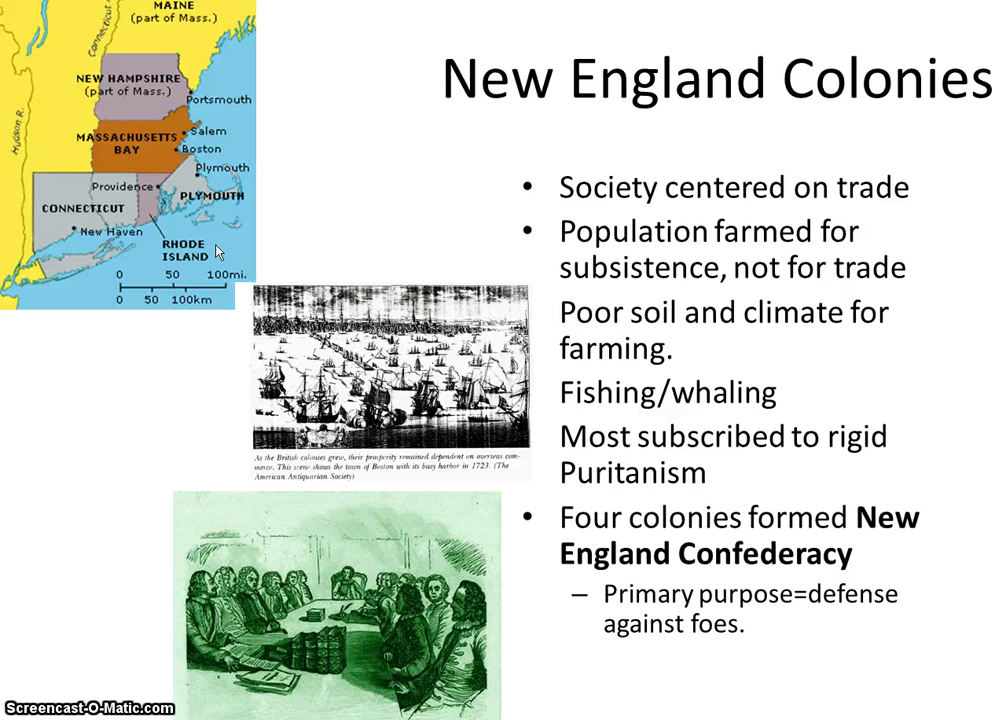 MAINE
(part of Mass.)
Connecticut
Hudson R.
NEW HAMPSHIRE
(part of Mass.)
Portsmouth
MASSACHUSETTS
BAY
Salem
Boston
Plymouth
Providence
PLYMOUTH
CONNECTICUT
New Haven
RHODE
ISLAND
0 50 100mi.
0 50 100km
New England Colonies
• Society centered on trade
• Population farmed for
subsistence, not for trade
Poor soil and climate for
farming.
Fishing/whaling
Most subscribed to rigid
Puritanism
• Four colonies formed New
England Confederacy
– Primary purpose=defense
against foes.
As the British colonies grew, their prosperity remained dependent on overseas com-
merce. This scene shows the town of Boston with its busy harbor in 1723. (The
American Antiquarian Society)
Screencast-O-Matic.com